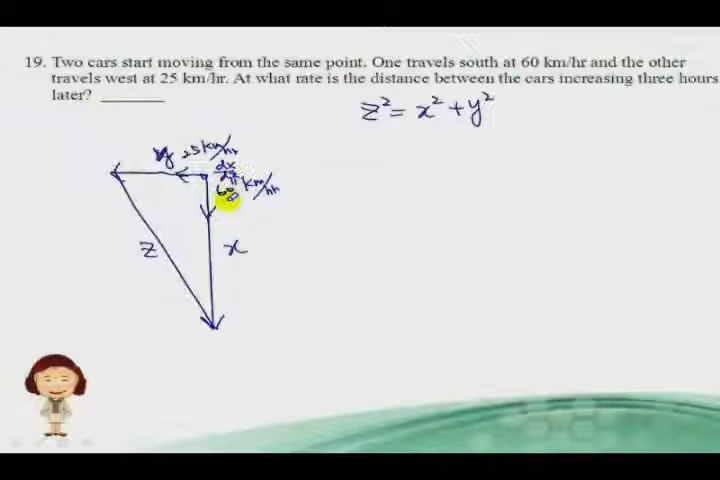 19. Two cars start moving from the same point. One travels south at 60 km/hr and the other
travels west at 25 km/hr. At what rate is the distance between the cars increasing three hours
later? ________
z² = x² + y²
y 25 km/hr
dx
60 km/hr
z
x